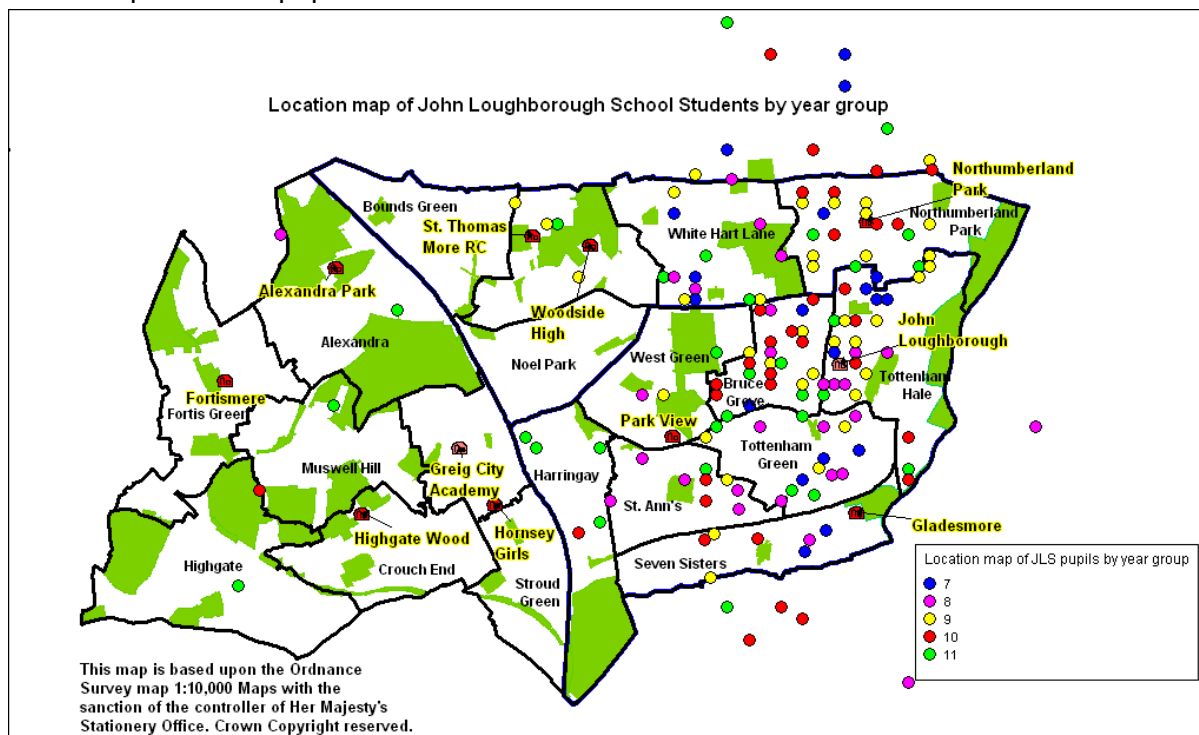 Location map of John Loughborough School Students by year group
Northumberland
Park
Bounds Green
St. Thomas
More RC
White Hart Lane
Northumberland
Park
Alexandra Park
Woodside
High
Alexandra
Noel Park
West Green
John
Loughborough
Fortismere
Fortis Green
Bruce
Grove
Tottenham
Hale
Park View
Muswell Hill
Greig City
Academy
Harringay
Tottenham
Green
St. Ann's
Highgate Wood
Hornsey
Girls
Gladesmore
Highgate
Crouch End
Stroud
Green
Seven Sisters
Location map of JLS pupils by year group
7
8
9
10
11
This map is based upon the Ordnance
Survey map 1:10,000 Maps with the
sanction of the controller of Her Majesty's
Stationery Office. Crown Copyright reserved.